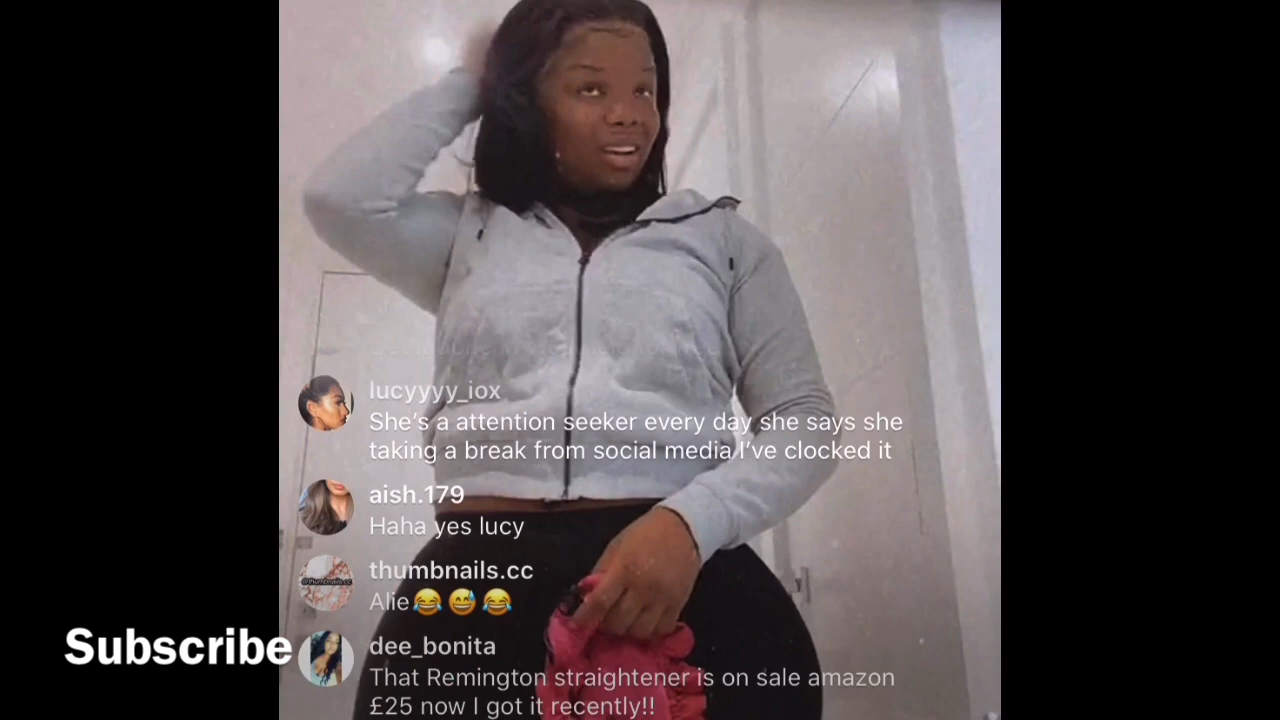 lucyyyy_iox
She's a attention seeker every day she says she
taking a break from social media I've clocked it
aish.179
Haha yes lucy
thumbnails.cc
Alie😂😅😂
Subscribe
dee_bonita
That Remington straightener is on sale amazon
£25 now I got it recently!!